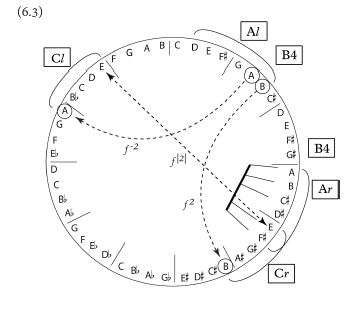 (6.3)
Al
B4
Cl
C D E F♯ G A B C♯
D E F♯ G♯
B4
A B C♯ D♯
Ar
E F♯ G♯ A♯
Cr
B C♯ D♯ E♯
G♭ A♭ B♭ C
D♭ E♭ F G
A♭ B♭ C D
E♭ F G A
B♭ C D E
F G A B
f⁻²
f|²|
f²